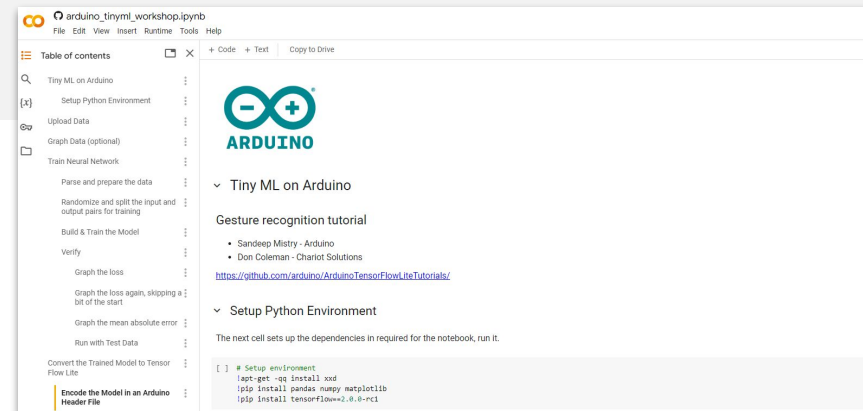 arduino_tinyml_workshop.ipynb
File Edit View Insert Runtime Tools Help
Table of contents
+ Code + Text Copy to Drive
Tiny ML on Arduino
Setup Python Environment
{x}
Upload Data
Graph Data (optional)
Train Neural Network
Parse and prepare the data
Randomize and split the input and
output pairs for training
Build & Train the Model
Verify
Graph the loss
Graph the loss again, skipping a
bit of the start
Graph the mean absolute error
Run with Test Data
Convert the Trained Model to Tensor
Flow Lite
Encode the Model in an Arduino
Header File
ARDUINO
Tiny ML on Arduino
Gesture recognition tutorial
• Sandeep Mistry - Arduino
• Don Coleman - Chariot Solutions
https://github.com/arduino/ArduinoTensorFlowLiteTutorials/
Setup Python Environment
The next cell sets up the dependencies in required for the notebook, run it.
[ ] # Setup environment
!apt-get -qq install xxd
!pip install pandas numpy matplotlib
!pip install tensorflow==2.0.0-rc1